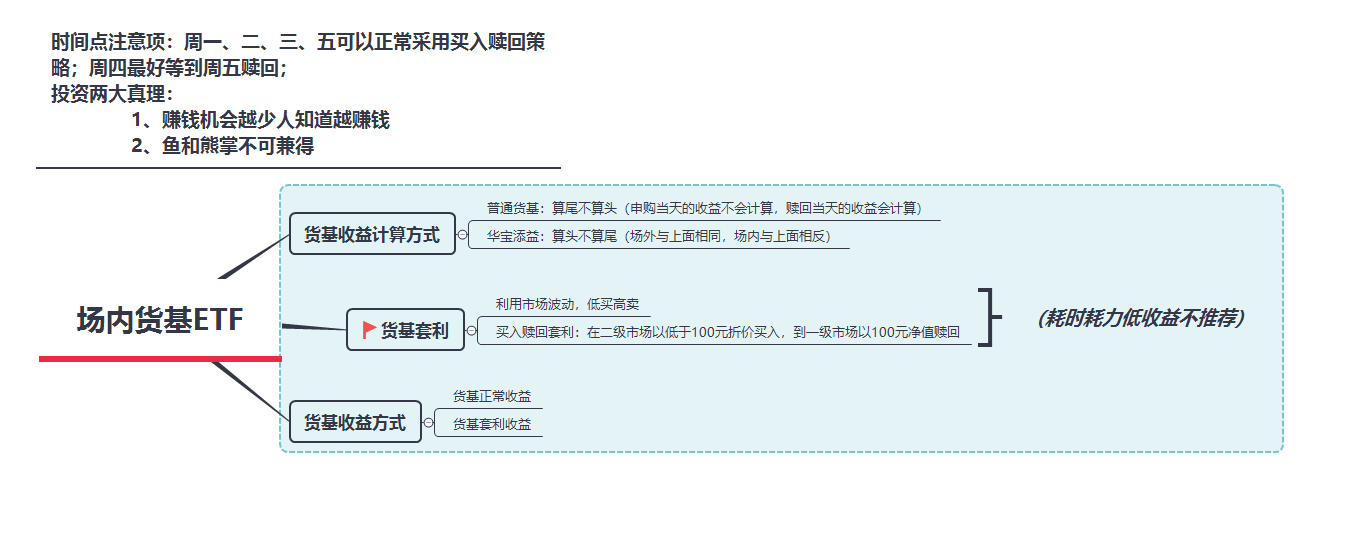 时间点注意项：周一、二、三、五可以正常采用买入赎回策
略；周四最好等到周五赎回；
投资两大真理：
1、赚钱机会越少人知道越赚钱
2、鱼和熊掌不可兼得
场内货基ETF
货基收益计算方式
普通货基：算尾不算头（申购当天的收益不会计算，赎回当天的收益会计算）
华宝添益：算头不算尾（场外与上面相同，场内与上面相反）
货基套利
利用市场波动，低买高卖
买入赎回套利：在二级市场以低于100元折价买入，到一级市场以100元净值赎回
（耗时耗力低收益不推荐）
货基收益方式
货基正常收益
货基套利收益